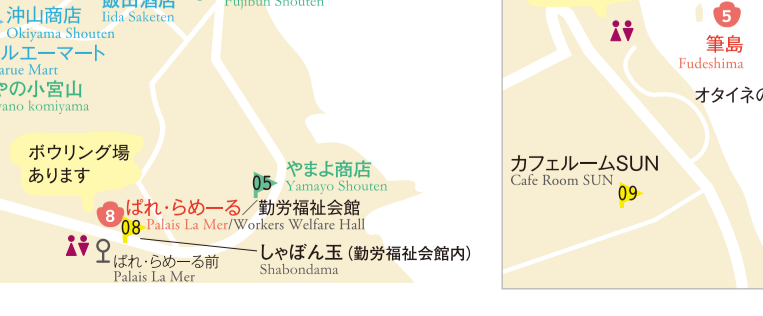 飯田酒店
Iida Saketen
Fujibun Shouten
沖山商店
Okiyama Shouten
ルエーマート
arue Mart
やの小宮山
yano komiyama
ボウリング場
あります
05
やまよ商店
Yamayo Shouten
8
ぱれ・らめーる／勤労福祉会館
08
Palais La Mer/Workers Welfare Hall
しゃぼん玉（勤労福祉会館内）
Shabondama
ぱれ・らめーる前
Palais La Mer
5
筆島
Fudeshima
オタイネの
カフェルームSUN
Cafe Room SUN
09